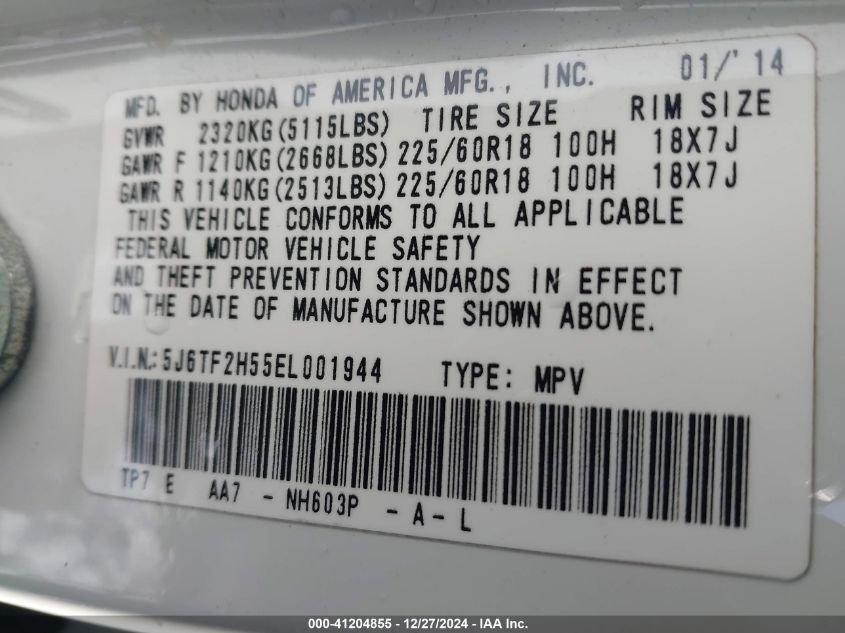 MFD. BY HONDA OF AMERICA MFG., INC. 01/'14
GVWR 2320KG(5115LBS) TIRE SIZE RIM SIZE
GAWR F 1210KG(2668LBS) 225/60R18 100H 18X7J
GAWR R 1140KG(2513LBS) 225/60R18 100H 18X7J
THIS VEHICLE CONFORMS TO ALL APPLICABLE
FEDERAL MOTOR VEHICLE SAFETY
AND THEFT PREVENTION STANDARDS IN EFFECT
ON THE DATE OF MANUFACTURE SHOWN ABOVE.
V.I.N.: 5J6TF2H55EL001944 TYPE: MPV
TP7 E AA7 - NH603P - A - L
000-41204855 - 12/27/2024 - IAA Inc.